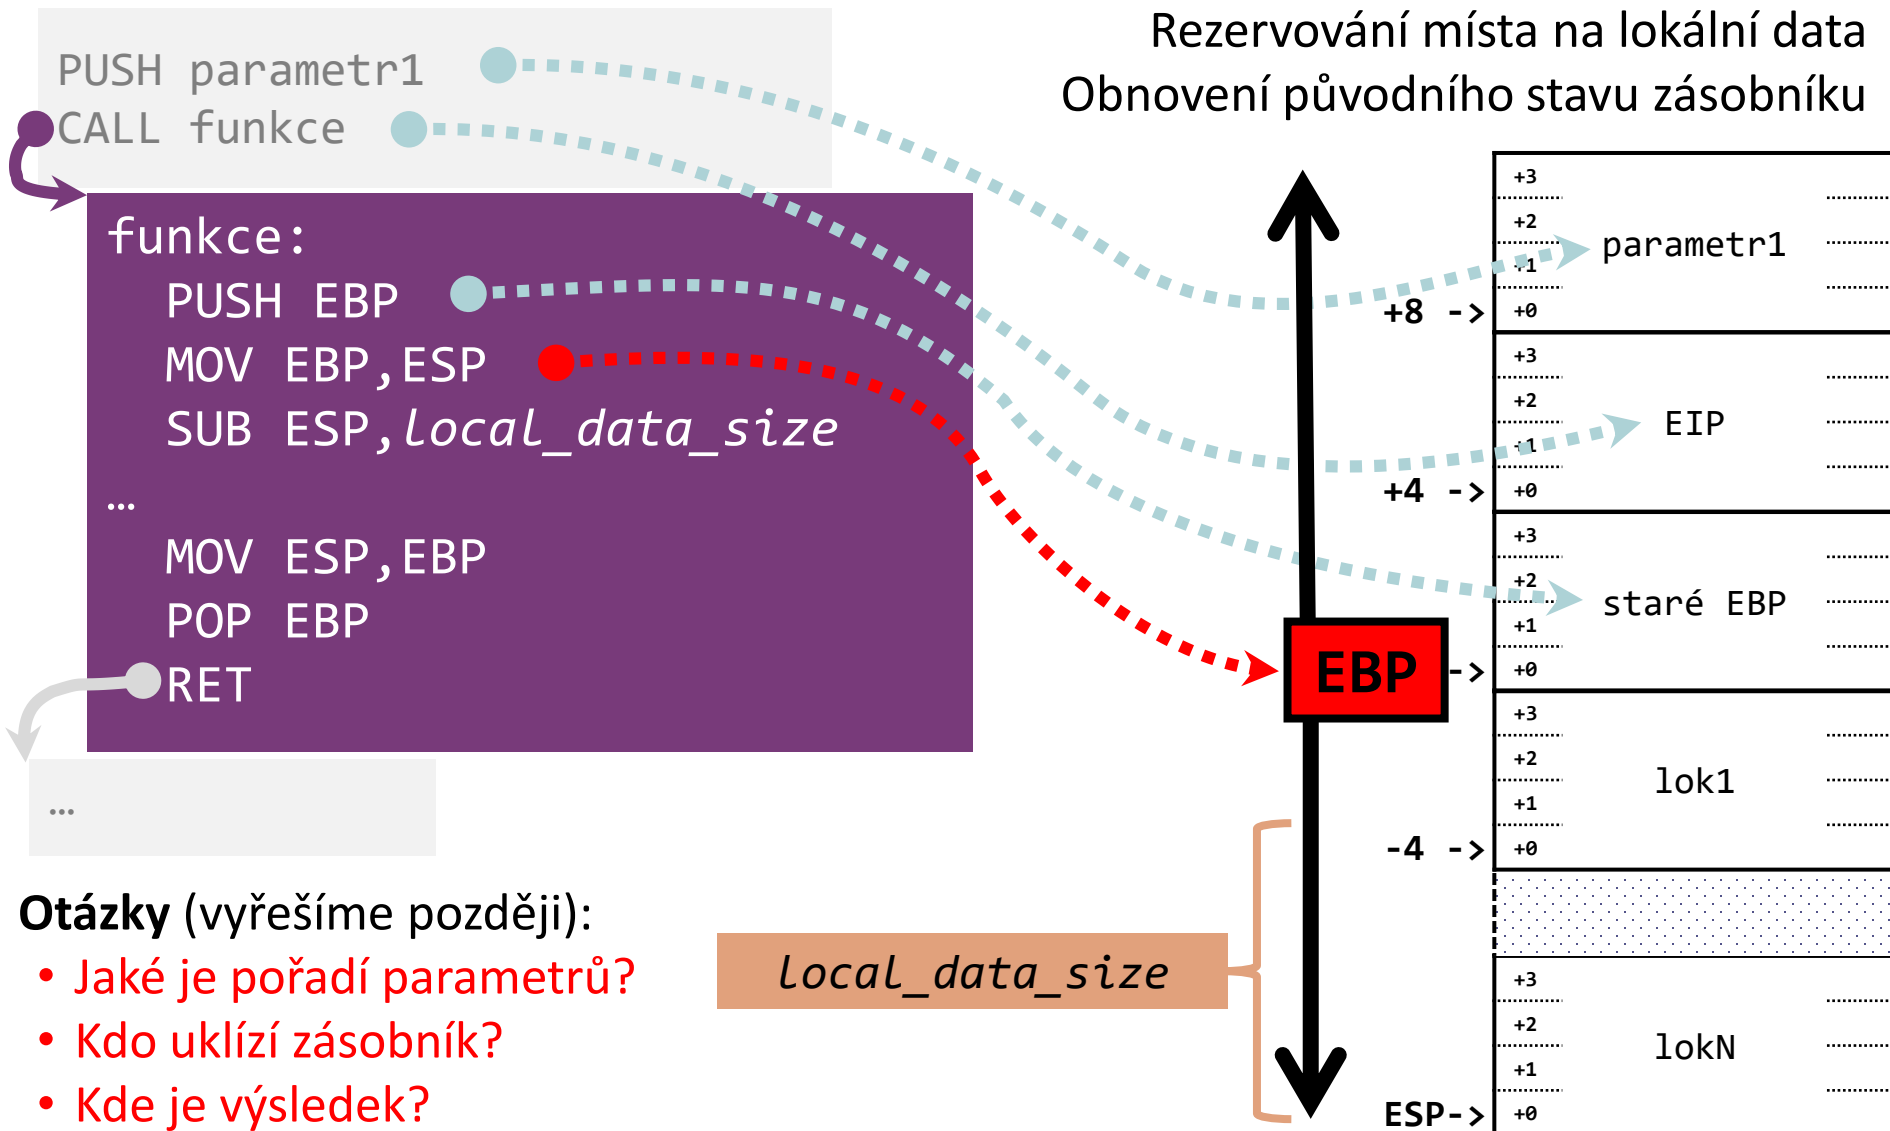 PUSH parametr1
CALL funkce
funkce:
PUSH EBP
MOV EBP,ESP
SUB ESP,local_data_size
…
MOV ESP,EBP
POP EBP
RET
…
Otázky (vyřešíme později):
• Jaké je pořadí parametrů?
• Kdo uklízí zásobník?
• Kde je výsledek?
local_data_size
Rezervování místa na lokální data
Obnovení původního stavu zásobníku
+3
+2
parametr1
+1
+8 -> +0
+3
+2
EIP
+1
+4 -> +0
+3
+2
staré EBP
+1
EBP -> +0
+3
+2
lok1
+1
-4 -> +0
+3
+2
lokN
+1
ESP-> +0